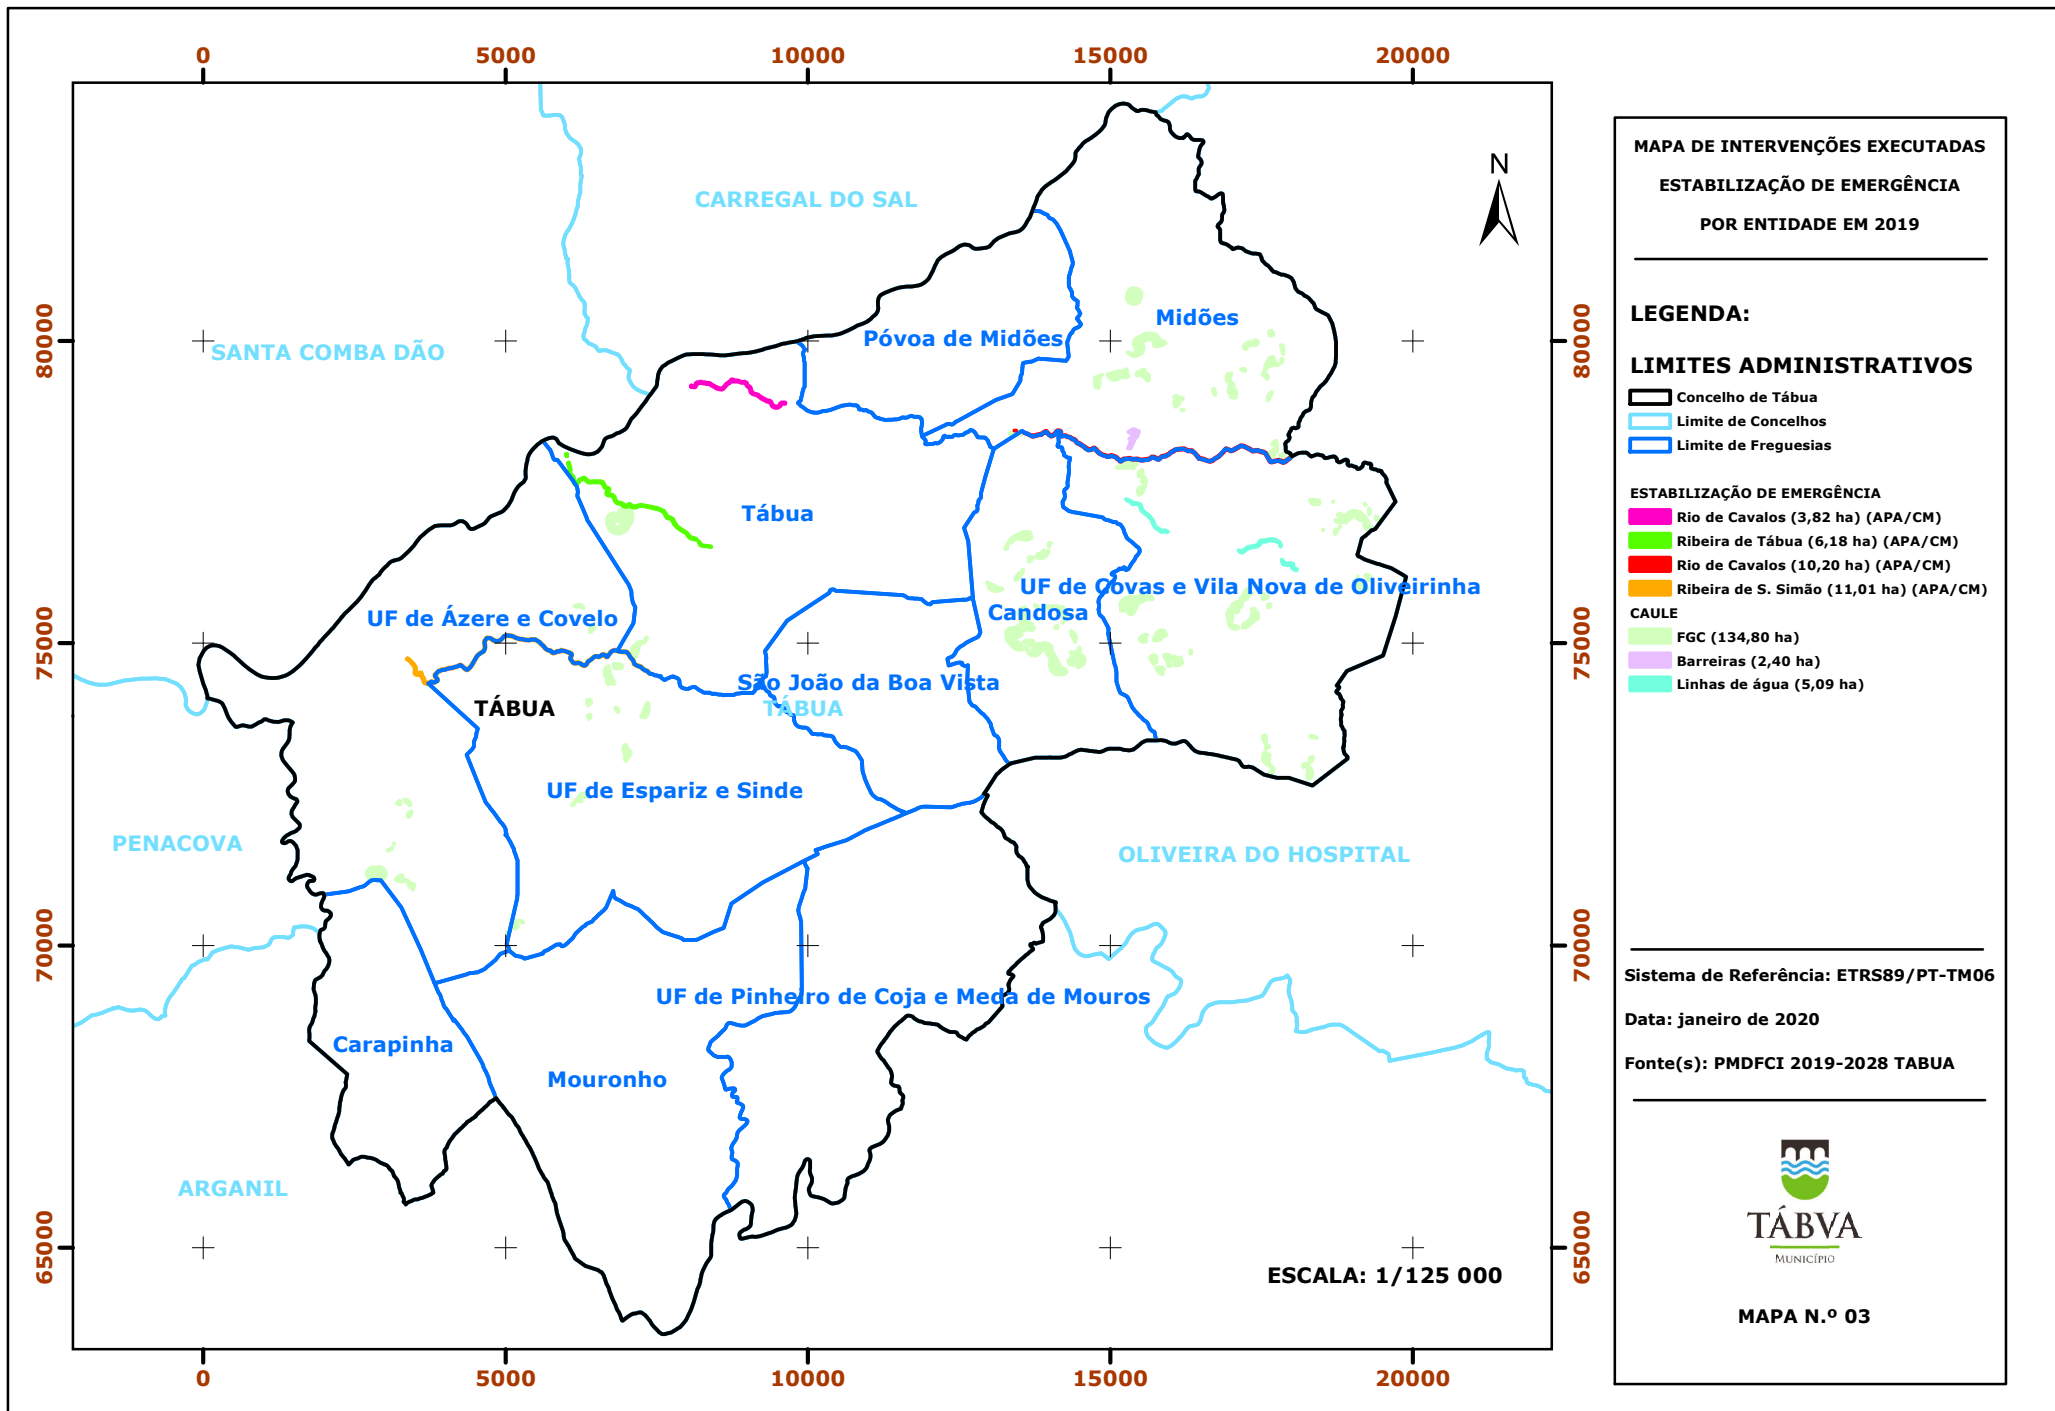 0 5000 10000 15000 20000
N
CARREGAL DO SAL
SANTA COMBA DÃO
Midões
Póvoa de Midões
80000
80000
Tábua
UF de Covas e Vila Nova de Oliveirinha
Candosa
UF de Ázere e Covelo
75000
75000
São João da Boa Vista
TÁBUA
TÁBUA
UF de Espariz e Sinde
PENACOVA
OLIVEIRA DO HOSPITAL
70000
70000
UF de Pinheiro de Coja e Meda de Mouros
Carapinha
Mouronho
ARGANIL
65000
65000
ESCALA: 1/125 000
0 5000 10000 15000 20000
MAPA DE INTERVENÇÕES EXECUTADAS
ESTABILIZAÇÃO DE EMERGÊNCIA
POR ENTIDADE EM 2019
LEGENDA:
LIMITES ADMINISTRATIVOS
Concelho de Tábua
Limite de Concelhos
Limite de Freguesias
ESTABILIZAÇÃO DE EMERGÊNCIA
Rio de Cavalos (3,82 ha) (APA/CM)
Ribeira de Tábua (6,18 ha) (APA/CM)
Rio de Cavalos (10,20 ha) (APA/CM)
Ribeira de S. Simão (11,01 ha) (APA/CM)
CAULE
FGC (134,80 ha)
Barreiras (2,40 ha)
Linhas de água (5,09 ha)
Sistema de Referência: ETRS89/PT-TM06
Data: janeiro de 2020
Fonte(s): PMDFCI 2019-2028 TABUA
TÁBVA
MUNICÍPIO
MAPA N.º 03